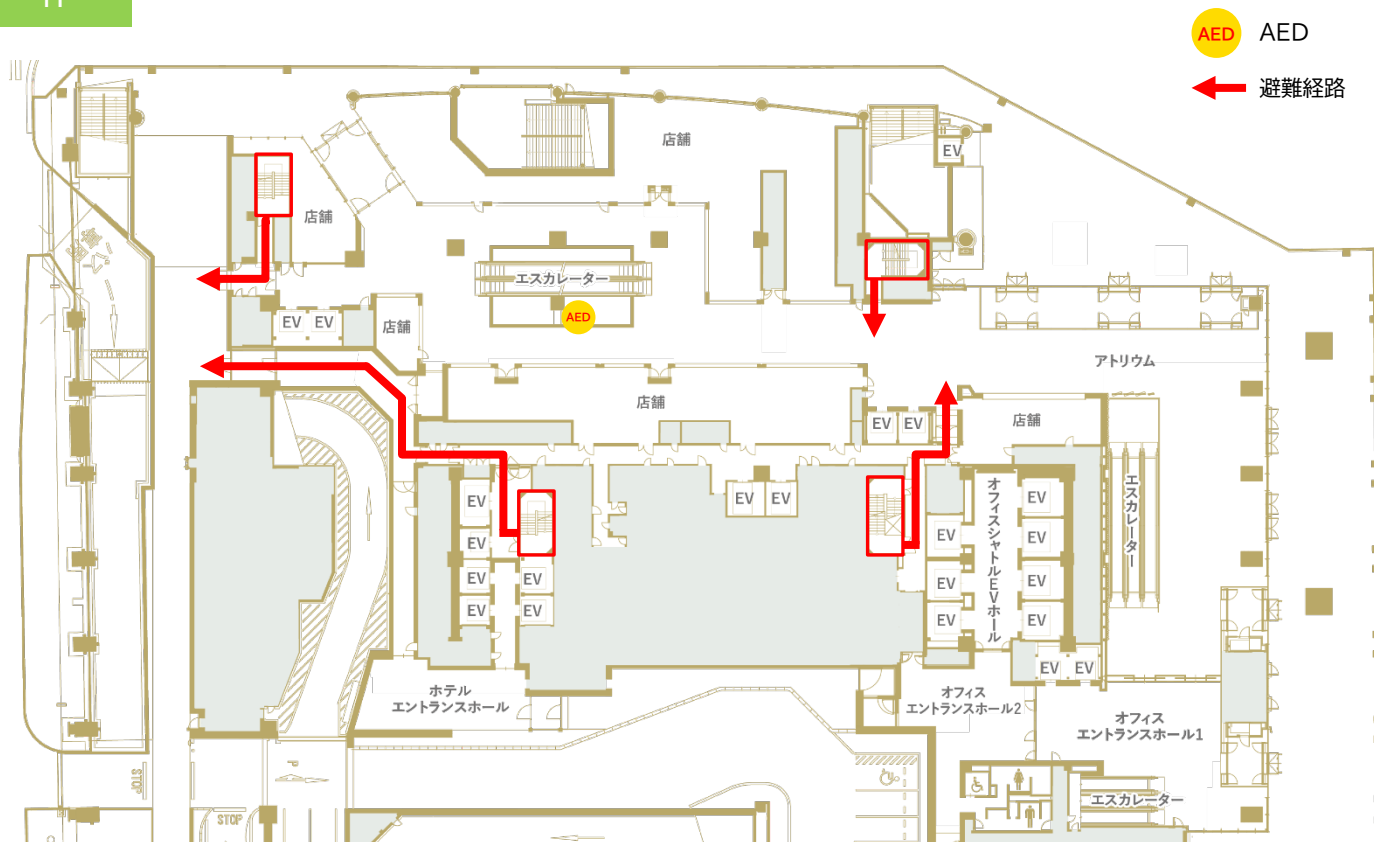 AED AED
避難経路
店舗
EV
店舗
エスカレーター
AED
EV EV
店舗
アトリウム
店舗
EV EV
店舗
EV
EV
EV
EV
EV
EV
EV EV
EV
EV
EV
オフィスシャトルEVホール
EV
EV
EV
EV
エスカレーター
EV EV
ホテル
エントランスホール
オフィス
エントランスホール2
オフィス
エントランスホール1
エスカレーター
STOP
P
STOP